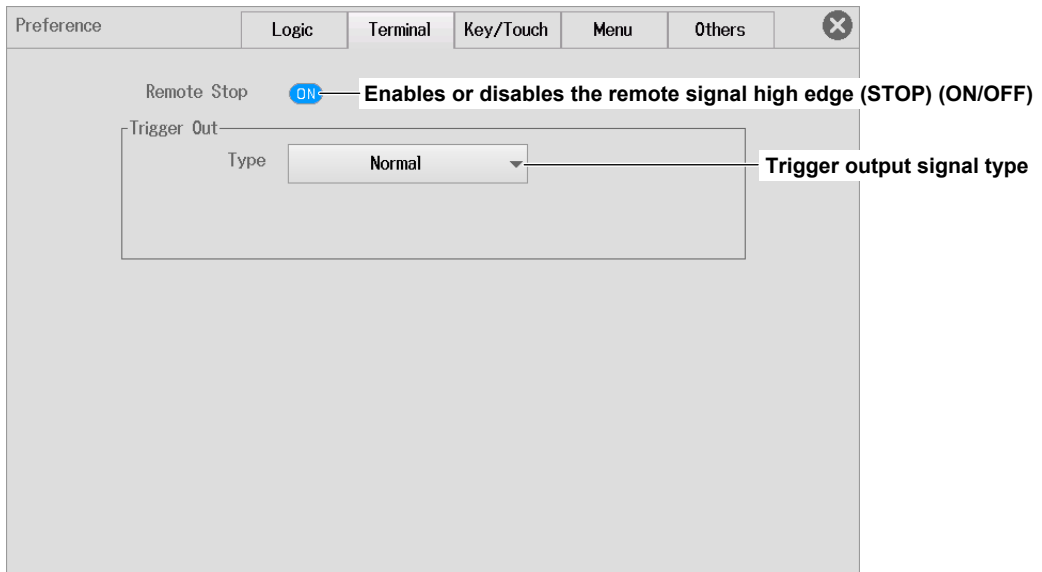 Preference Logic Terminal Key/Touch Menu Others
Remote Stop ON Enables or disables the remote signal high edge (STOP) (ON/OFF)
Trigger Out
Type Normal Trigger output signal type